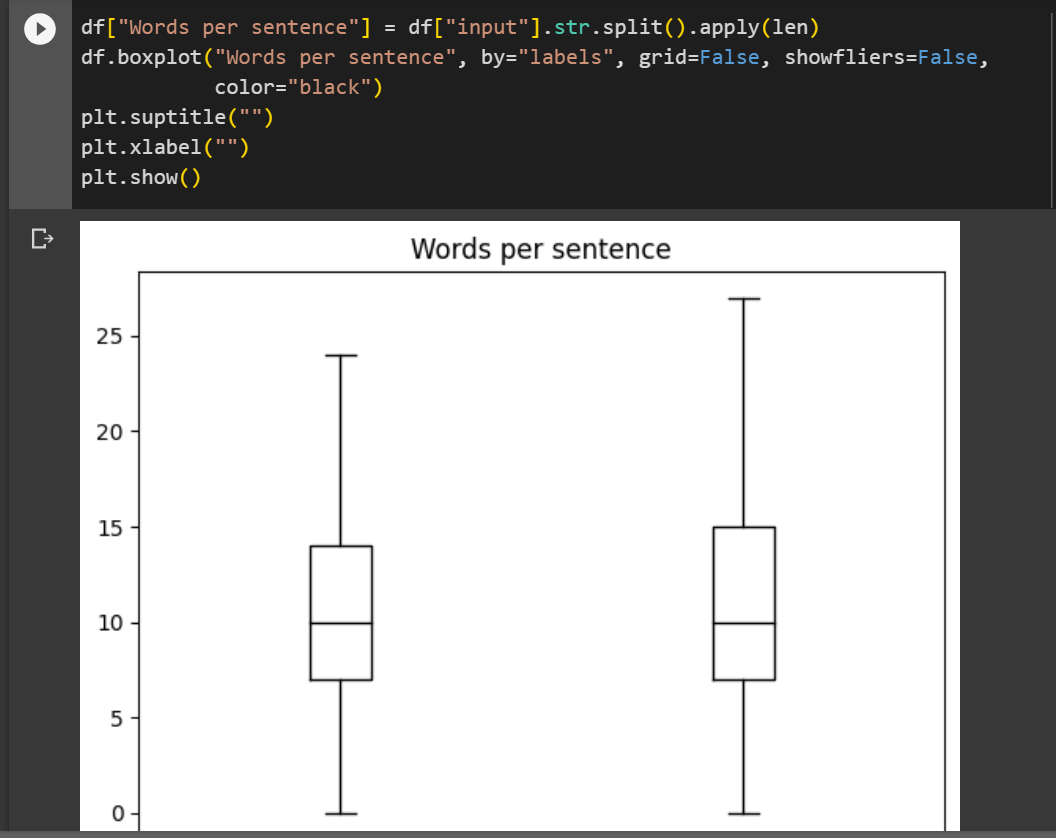 df["Words per sentence"] = df["input"].str.split().apply(len)
df.boxplot("Words per sentence", by="labels", grid=False, showfliers=False,
           color="black")
plt.suptitle("")
plt.xlabel("")
plt.show()
Words per sentence
25
20
15
10
5
0